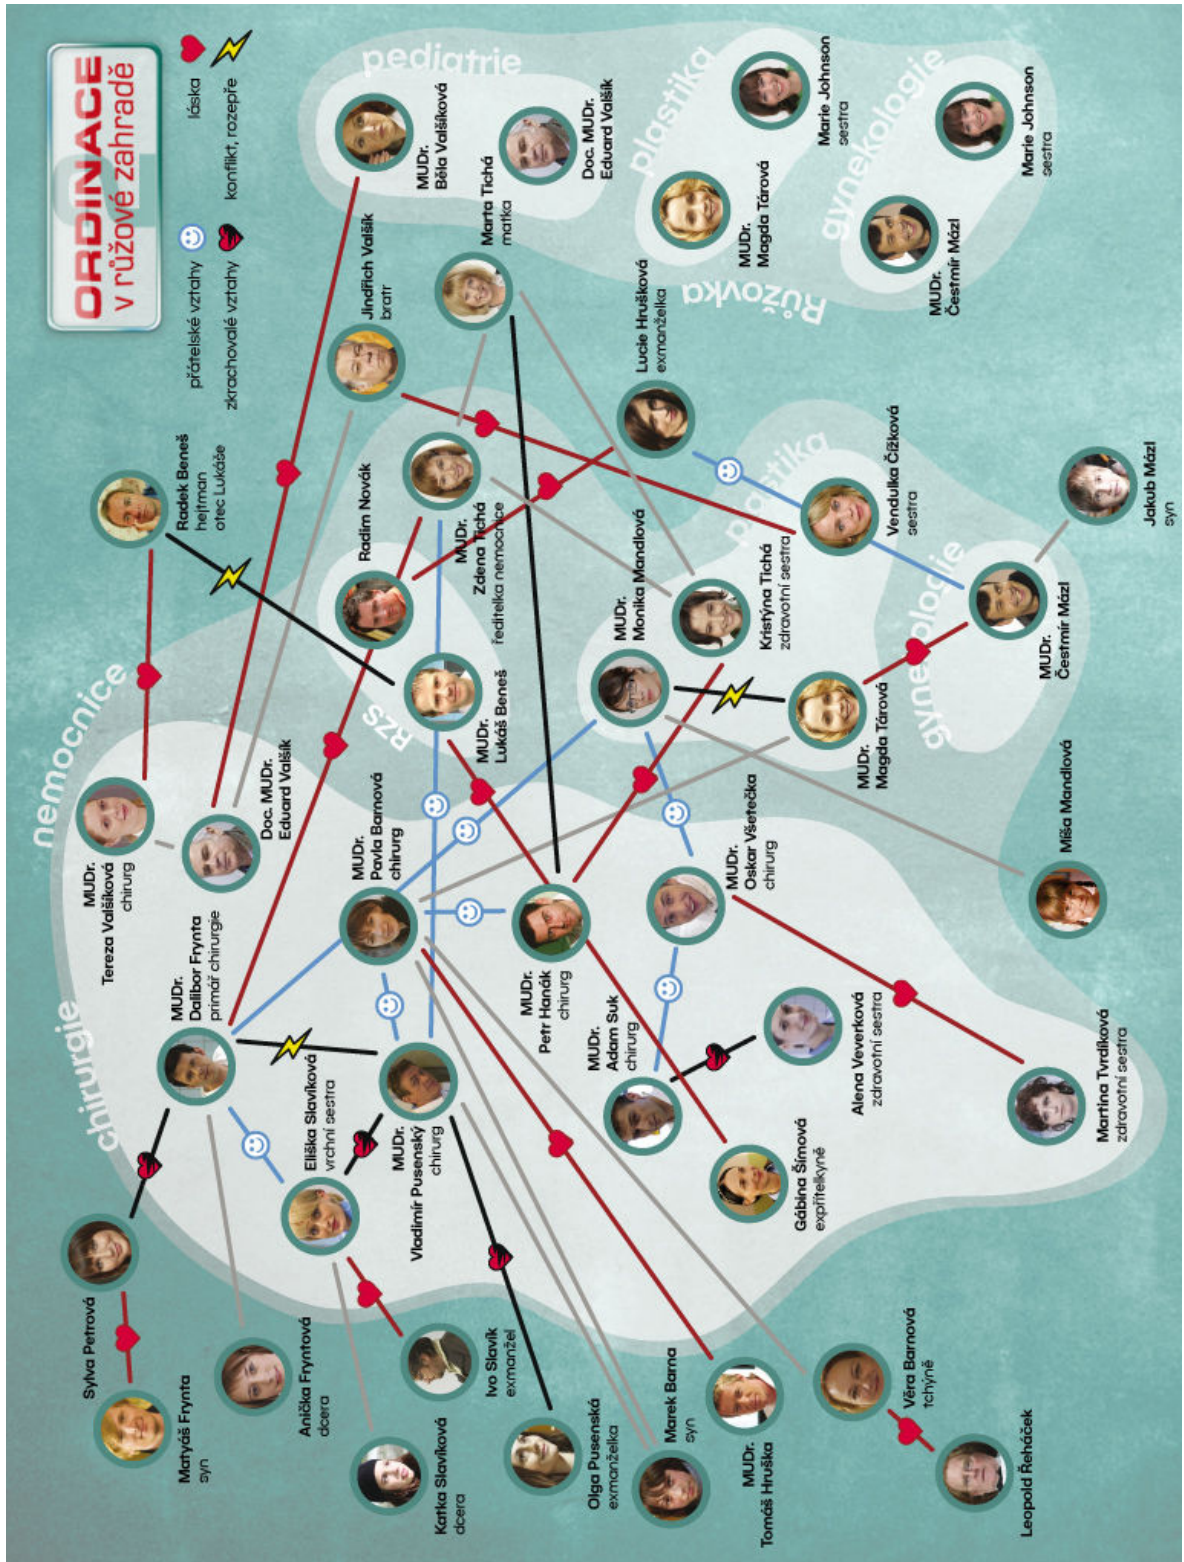 ORDINACE
v růžové zahradě
2
láska
konflikt, rozepře
přátelské vztahy
zkrachovalé vztahy
nemocnice
chirurgie
RZS
plastika
gynekologie
Růžovka
pediatrie
plastika
gynekologie
Matyáš Frynta
syn
Sylva Petrová
MUDr.
Dalibor Frynta
primář chirurgie
MUDr.
Tereza Valšíková
chirurg
Doc. MUDr.
Eduard Valšík
Radek Beneš
hejtman
otec Lukáše
Jindřich Valšík
bratr
MUDr.
Běla Valšíková
Marta Tichá
matka
Doc. MUDr.
Eduard Valšík
Anička Fryntová
dcera
Eliška Slavíková
vrchní sestra
MUDr.
Vladimír Pusenský
chirurg
MUDr.
Pavla Barnová
chirurg
Radim Novák
MUDr.
Zdena Tichá
ředitelka nemocnice
MUDr.
Lukáš Beneš
Katka Slavíková
dcera
Ivo Slavík
exmanžel
Olga Pusenská
exmanželka
Marek Barna
syn
MUDr.
Petr Hanák
chirurg
MUDr.
Adam Suk
chirurg
MUDr.
Monika Mandlová
Lucie Hrušková
exmanželka
MUDr.
Magda Tárová
Marie Johnson
sestra
MUDr.
Tomáš Hruška
Gábina Šímová
expřítelkyně
Alena Veverková
zdravotní sestra
MUDr.
Oskar Všetečka
chirurg
Kristýna Tichá
zdravotní sestra
MUDr.
Magda Tárová
Vendulka Čížková
sestra
MUDr.
Čestmír Mázl
Marie Johnson
sestra
Věra Barnová
tchýně
Leopold Řeháček
Martina Tvrdíková
zdravotní sestra
Míša Mandlová
MUDr.
Čestmír Mázl
Jakub Mázl
syn